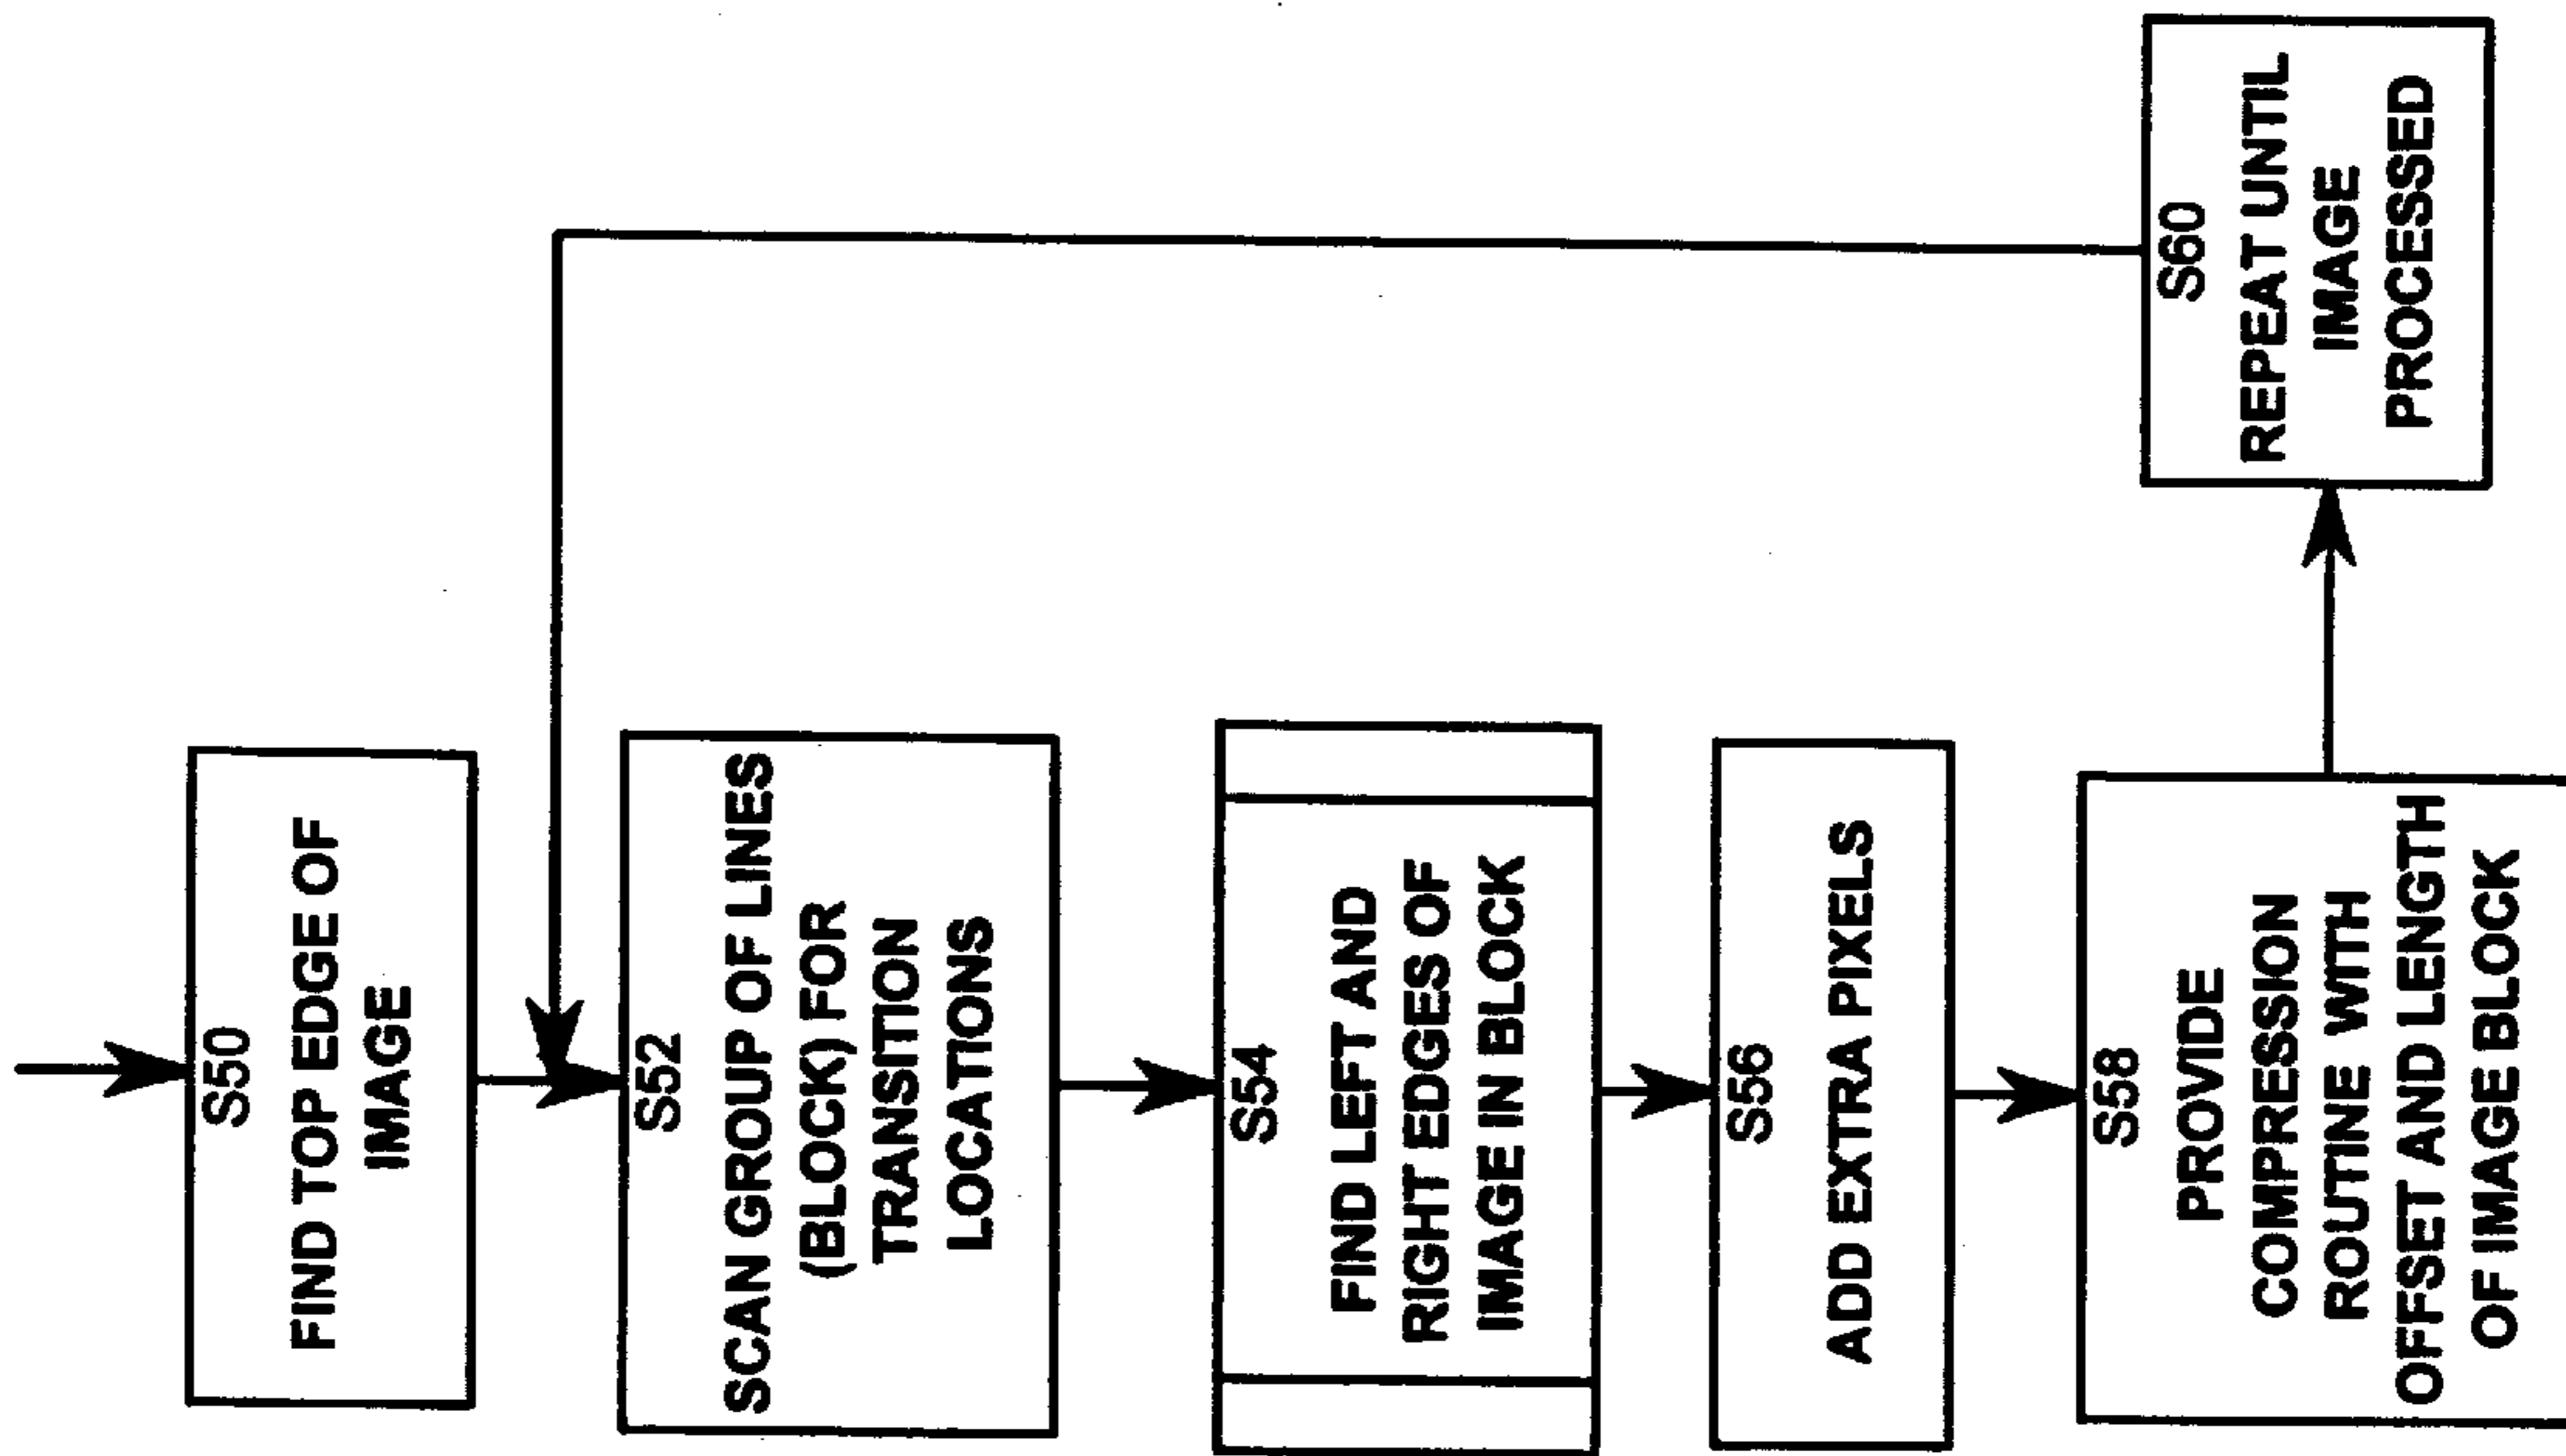 S50
FIND TOP EDGE OF
IMAGE
S52
SCAN GROUP OF LINES
(BLOCK) FOR
TRANSITION
LOCATIONS
S54
FIND LEFT AND
RIGHT EDGES OF
IMAGE IN BLOCK
S56
ADD EXTRA PIXELS
S58
PROVIDE
COMPRESSION
ROUTINE WITH
OFFSET AND LENGTH
OF IMAGE BLOCK
S60
REPEAT UNTIL
IMAGE
PROCESSED